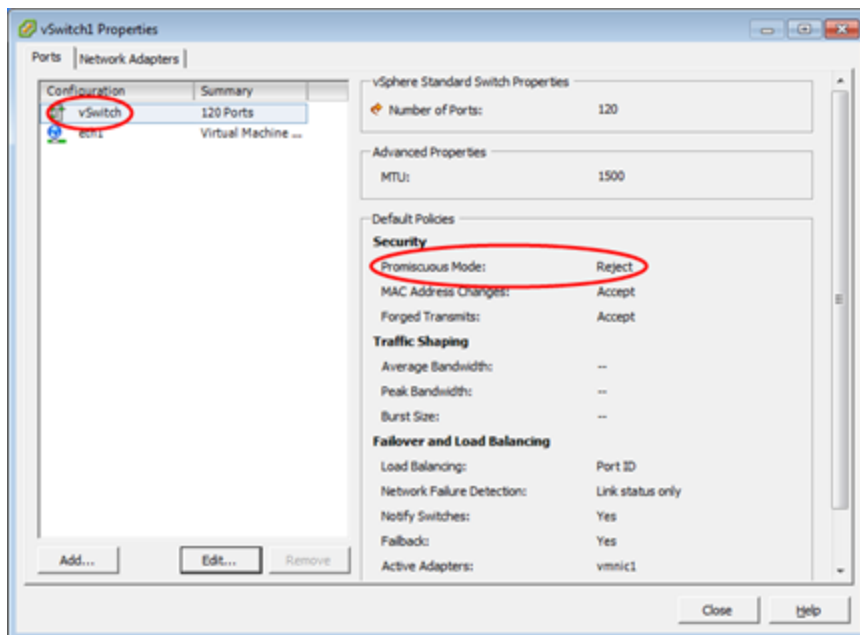 vSwitch1 Properties
Ports Network Adapters
Configuration Summary
vSwitch 120 Ports
eth1 Virtual Machine ...
vSphere Standard Switch Properties
Number of Ports: 120
Advanced Properties
MTU: 1500
Default Policies
Security
Promiscuous Mode: Reject
MAC Address Changes: Accept
Forged Transmits: Accept
Traffic Shaping
Average Bandwidth: --
Peak Bandwidth: --
Burst Size: --
Failover and Load Balancing
Load Balancing: Port ID
Network Failure Detection: Link status only
Notify Switches: Yes
Failback: Yes
Active Adapters: vmnic1
Add... Edit... Remove
Close Help